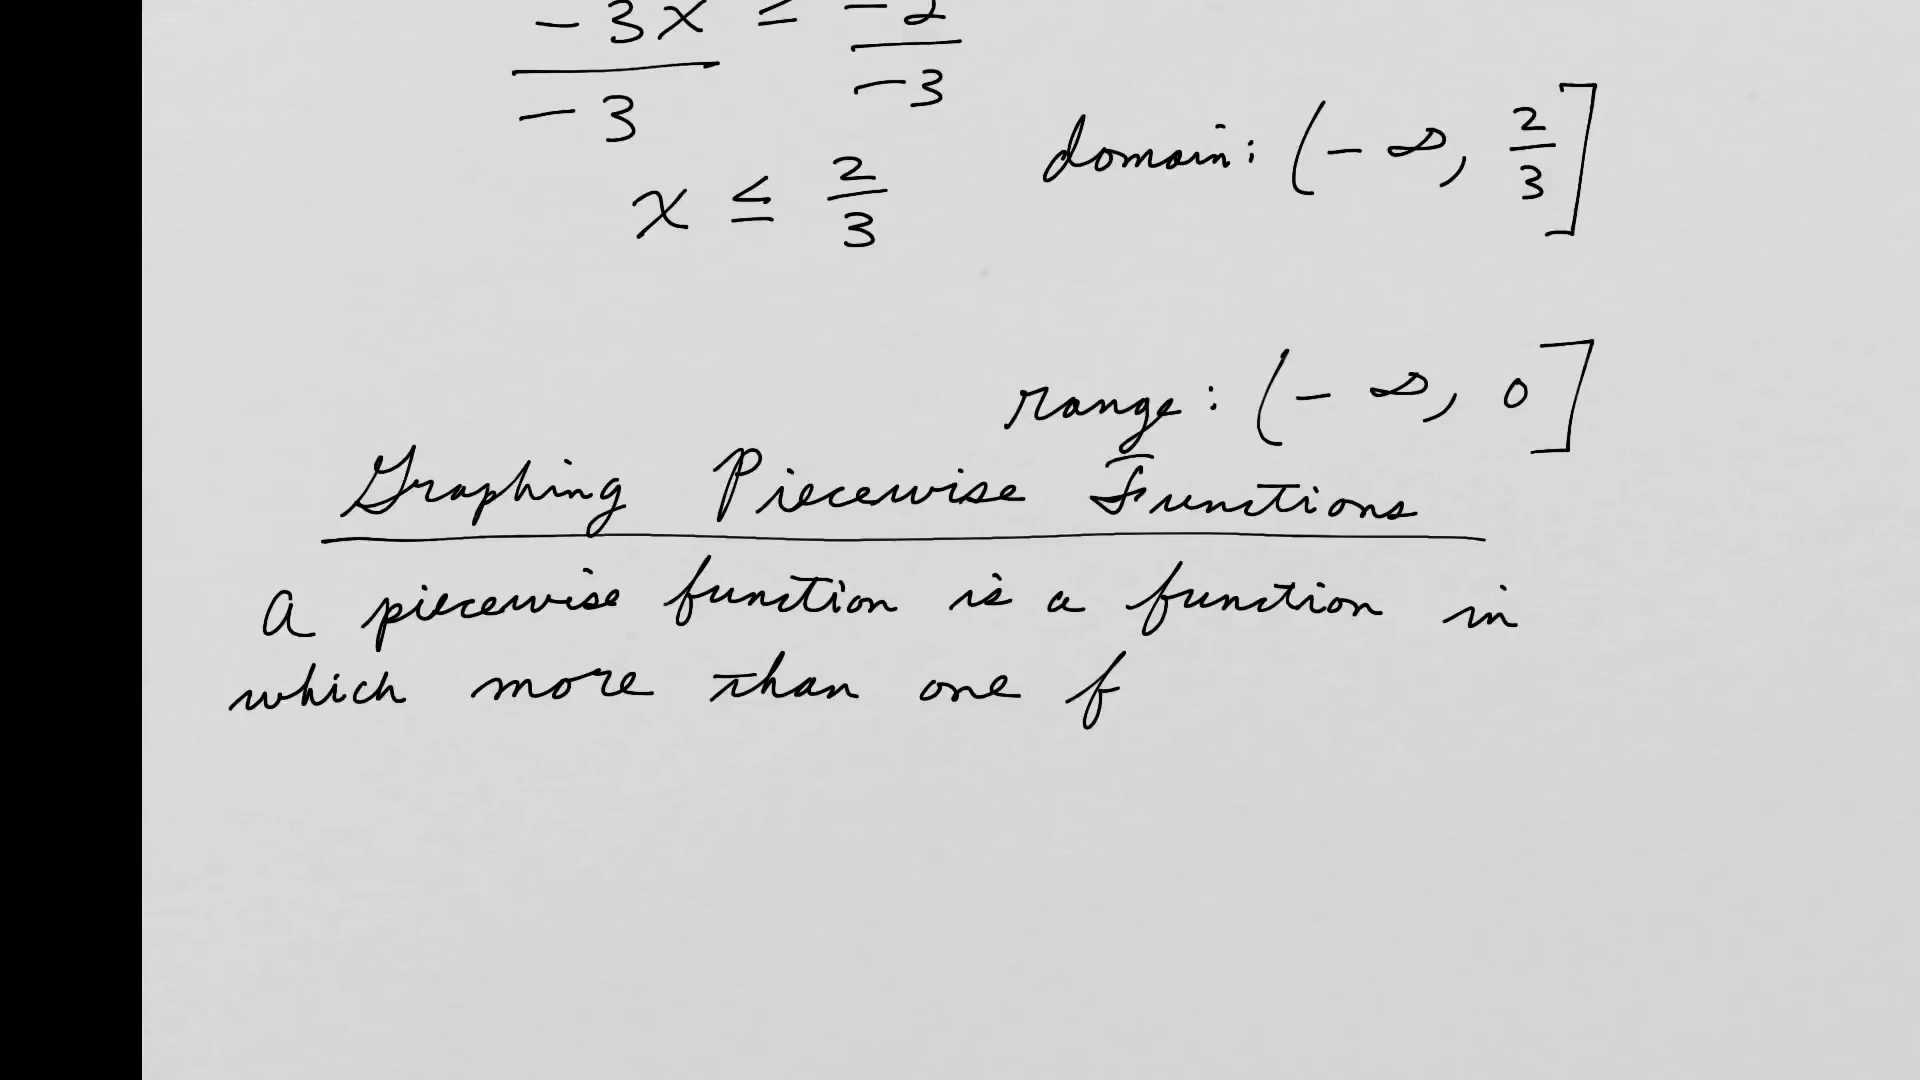 -3x ≤ -2
-3 -3
x ≤ 2/3
domain: (-∞, 2/3]
range: (-∞, 0]
Graphing Piecewise Functions
A piecewise function is a function in
which more than one f